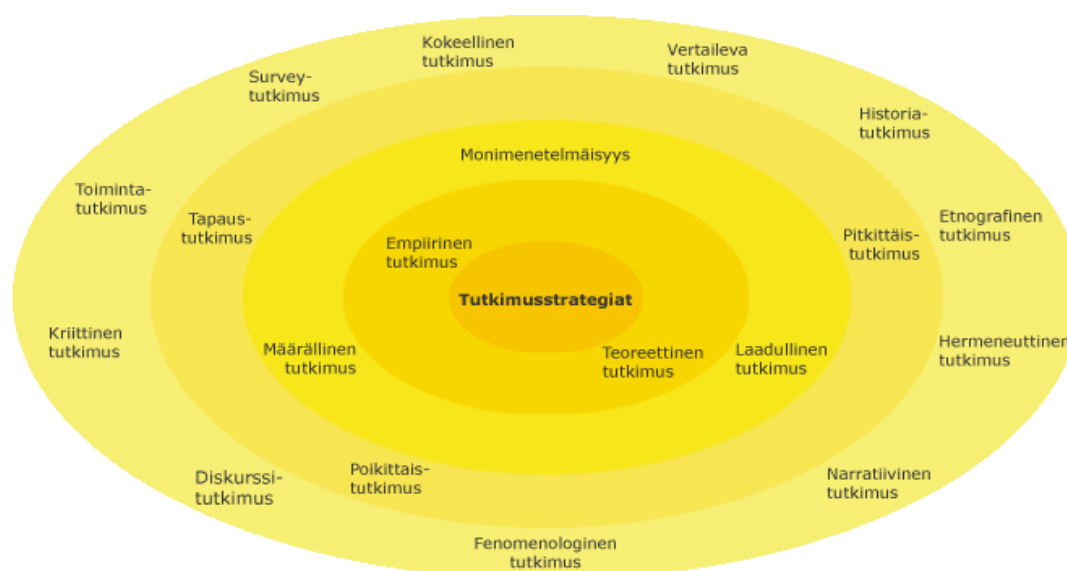 Kokeellinen
tutkimus
Vertaileva
tutkimus
Survey-
tutkimus
Historia-
tutkimus
Monimenetelmäisyys
Toiminta-
tutkimus
Tapaus-
tutkimus
Etnografinen
tutkimus
Pitkittäis-
tutkimus
Empiirinen
tutkimus
Tutkimusstrategiat
Kriittinen
tutkimus
Määrällinen
tutkimus
Teoreettinen
tutkimus
Laadullinen
tutkimus
Hermeneuttinen
tutkimus
Diskurssi-
tutkimus
Poikittais-
tutkimus
Narratiivinen
tutkimus
Fenomenologinen
tutkimus